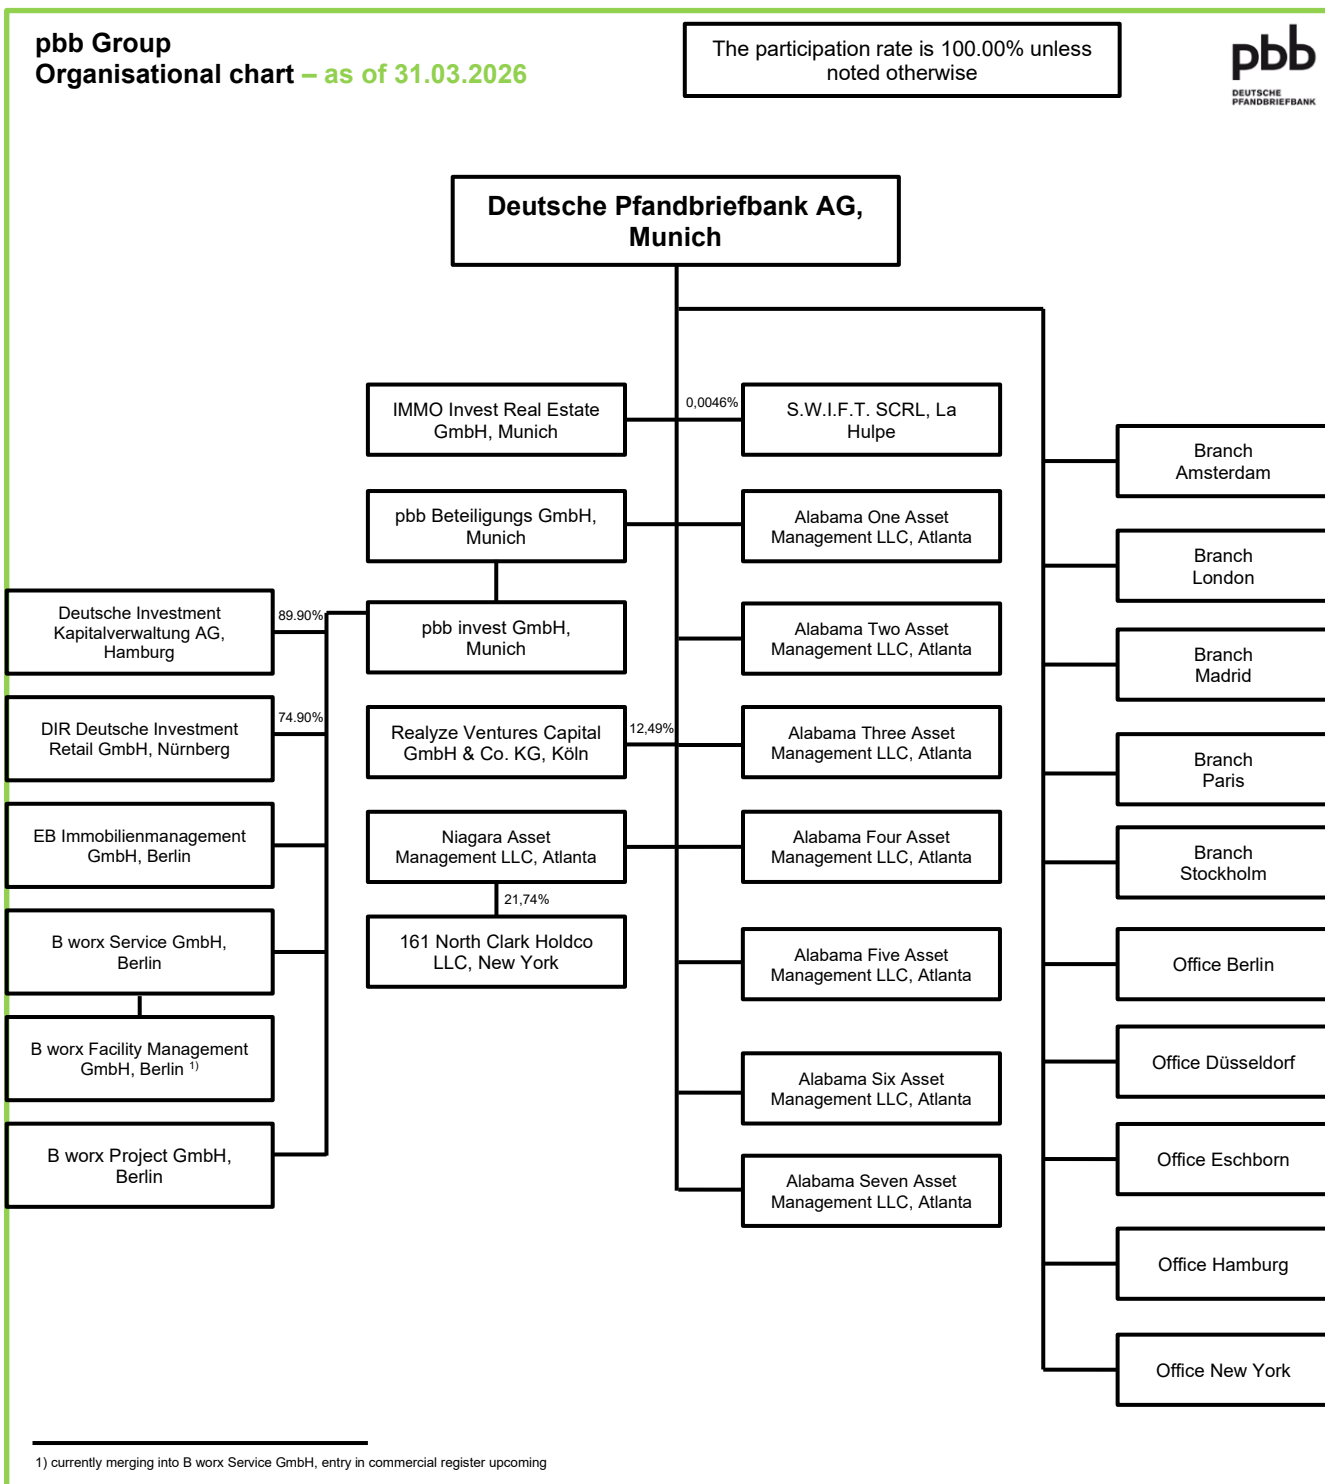 pbb Group
Organisational chart – as of 31.03.2026
The participation rate is 100.00% unless
noted otherwise
pbb
DEUTSCHE
PFANDBRIEFBANK
Deutsche Pfandbriefbank AG,
Munich
IMMO Invest Real Estate
GmbH, Munich
0,0046%
S.W.I.F.T. SCRL, La
Hulpe
pbb Beteiligungs GmbH,
Munich
Alabama One Asset
Management LLC, Atlanta
pbb invest GmbH,
Munich
Alabama Two Asset
Management LLC, Atlanta
Realyze Ventures Capital
GmbH & Co. KG, Köln
12,49%
Alabama Three Asset
Management LLC, Atlanta
Niagara Asset
Management LLC, Atlanta
Alabama Four Asset
Management LLC, Atlanta
21,74%
161 North Clark Holdco
LLC, New York
Alabama Five Asset
Management LLC, Atlanta
Alabama Six Asset
Management LLC, Atlanta
Alabama Seven Asset
Management LLC, Atlanta
Deutsche Investment
Kapitalverwaltung AG,
Hamburg
89.90%
DIR Deutsche Investment
Retail GmbH, Nürnberg
74.90%
EB Immobilienmanagement
GmbH, Berlin
B worx Service GmbH,
Berlin
B worx Facility Management
GmbH, Berlin 1)
B worx Project GmbH,
Berlin
Branch
Amsterdam
Branch
London
Branch
Madrid
Branch
Paris
Branch
Stockholm
Office Berlin
Office Düsseldorf
Office Eschborn
Office Hamburg
Office New York
1) currently merging into B worx Service GmbH, entry in commercial register upcoming